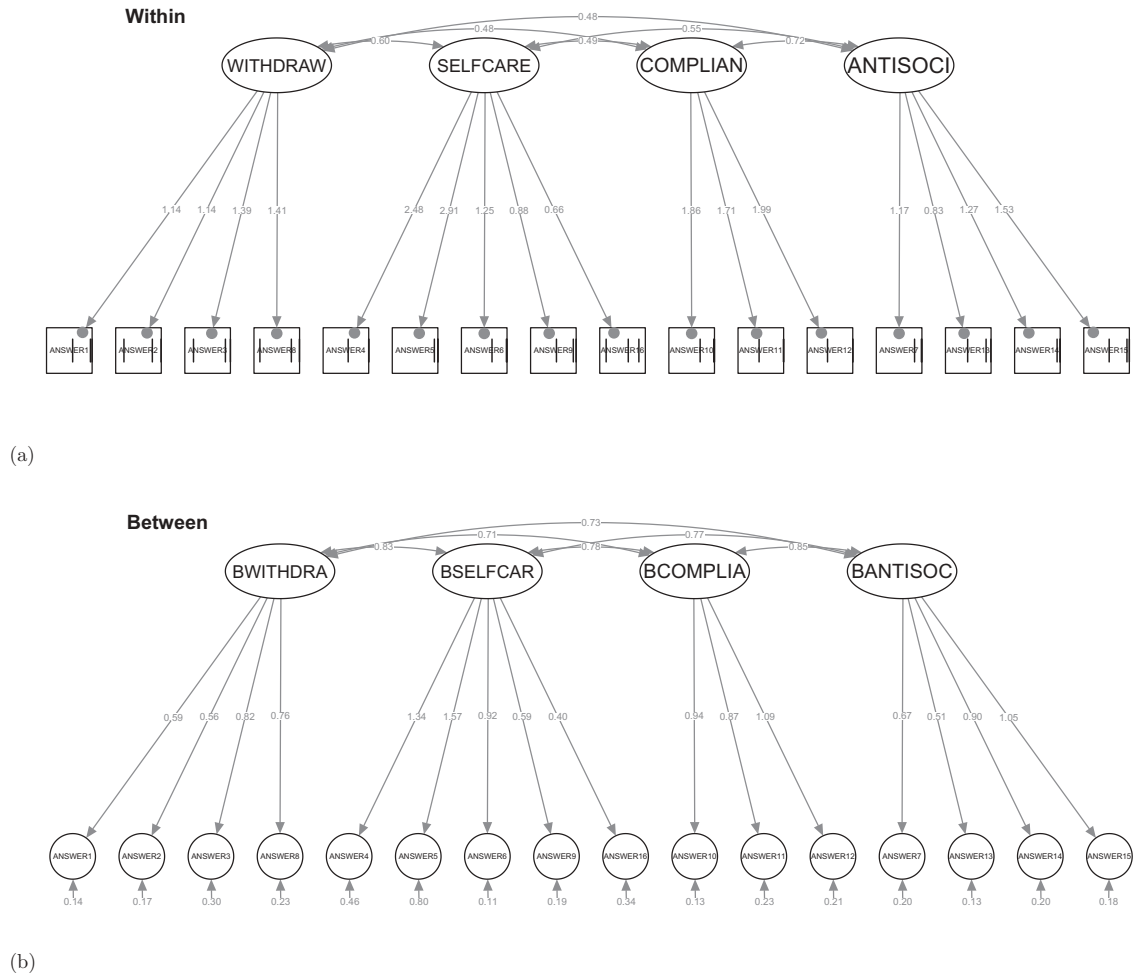 Within
0.48
0.60 0.48 0.49 0.55 0.72
WITHDRAW SELFCARE COMPLIAN ANTISOCI
1.14 1.14 1.39 1.41 2.48 2.91 1.25 0.88 0.66 1.86 1.71 1.99 1.17 0.83 1.27 1.53
ANSWER1 ANSWER2 ANSWER3 ANSWER8 ANSWER4 ANSWER5 ANSWER6 ANSWER9 ANSWER16 ANSWER10 ANSWER11 ANSWER12 ANSWER7 ANSWER13 ANSWER14 ANSWER15
(a)
Between
0.73
0.83 0.71 0.78 0.77 0.85
BWITHDRA BSELFCAR BCOMPLIA BANTISOC
0.59 0.56 0.82 0.76 1.34 1.57 0.92 0.59 0.40 0.94 0.87 1.09 0.67 0.51 0.90 1.05
ANSWER1 ANSWER2 ANSWER3 ANSWER8 ANSWER4 ANSWER5 ANSWER6 ANSWER9 ANSWER16 ANSWER10 ANSWER11 ANSWER12 ANSWER7 ANSWER13 ANSWER14 ANSWER15
0.14 0.17 0.30 0.23 0.46 0.80 0.11 0.19 0.34 0.13 0.23 0.21 0.20 0.13 0.20 0.18
(b)